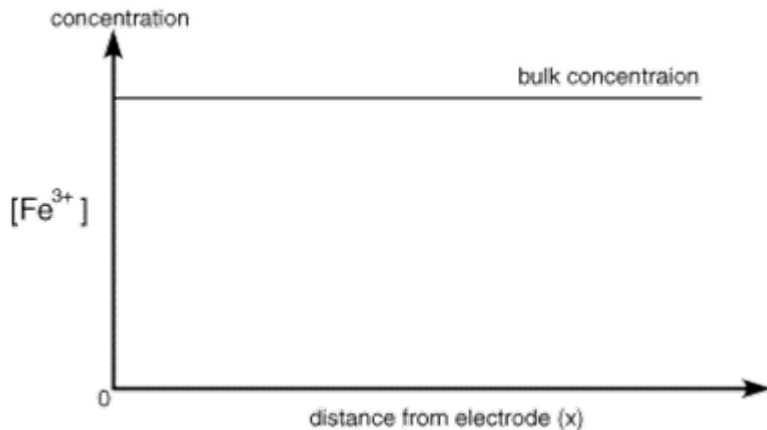 concentration
bulk concentraion
[Fe³⁺]
0
distance from electrode (x)